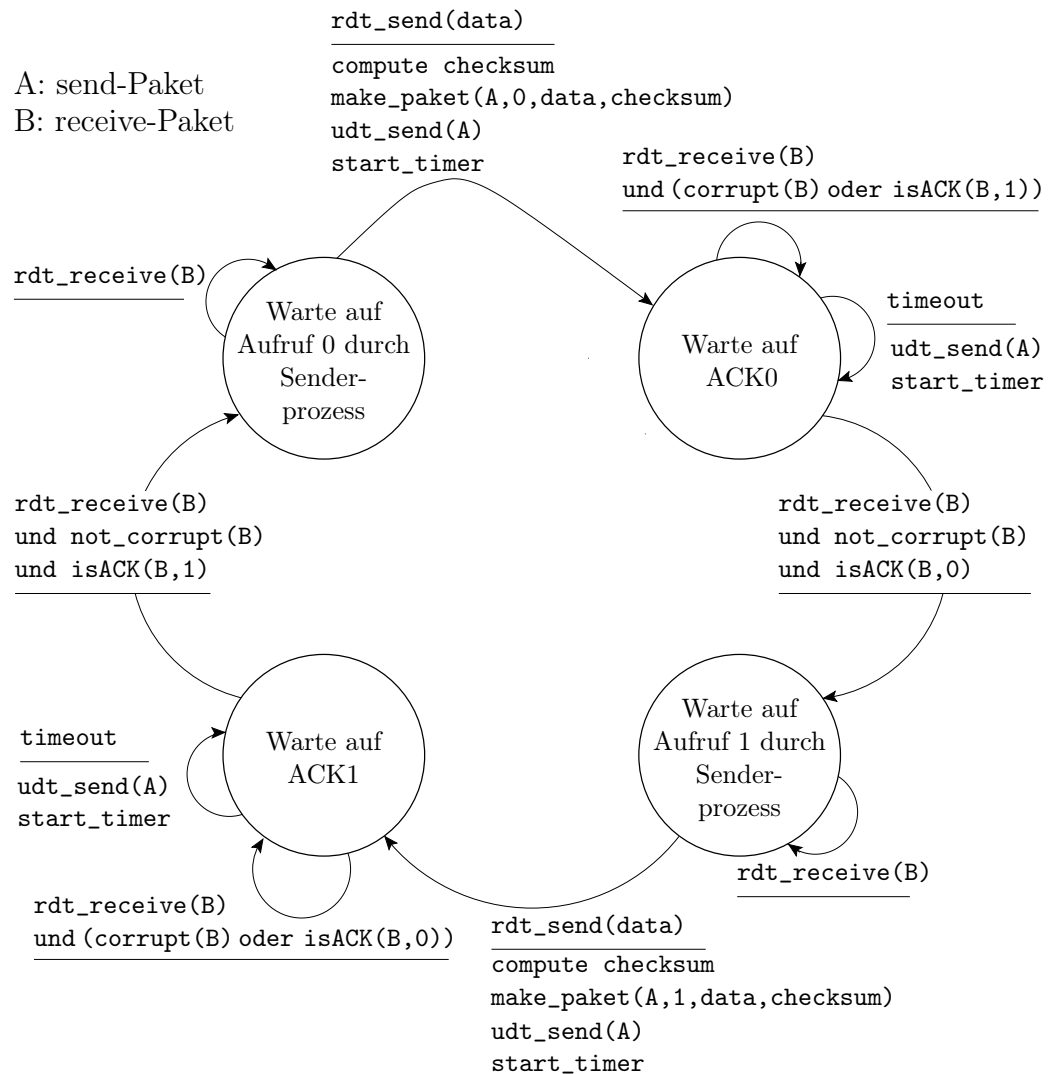 rdt_send(data)
compute checksum
make_paket(A,0,data,checksum)
udt_send(A)
start_timer
A: send-Paket
B: receive-Paket
rdt_receive(B)
und (corrupt(B) oder isACK(B,1))
rdt_receive(B)
Warte auf
Aufruf 0 durch
Sender-
prozess
Warte auf
ACK0
timeout
udt_send(A)
start_timer
rdt_receive(B)
und not_corrupt(B)
und isACK(B,1)
rdt_receive(B)
und not_corrupt(B)
und isACK(B,0)
Warte auf
ACK1
Warte auf
Aufruf 1 durch
Sender-
prozess
timeout
udt_send(A)
start_timer
rdt_receive(B)
rdt_receive(B)
und (corrupt(B) oder isACK(B,0))
rdt_send(data)
compute checksum
make_paket(A,1,data,checksum)
udt_send(A)
start_timer